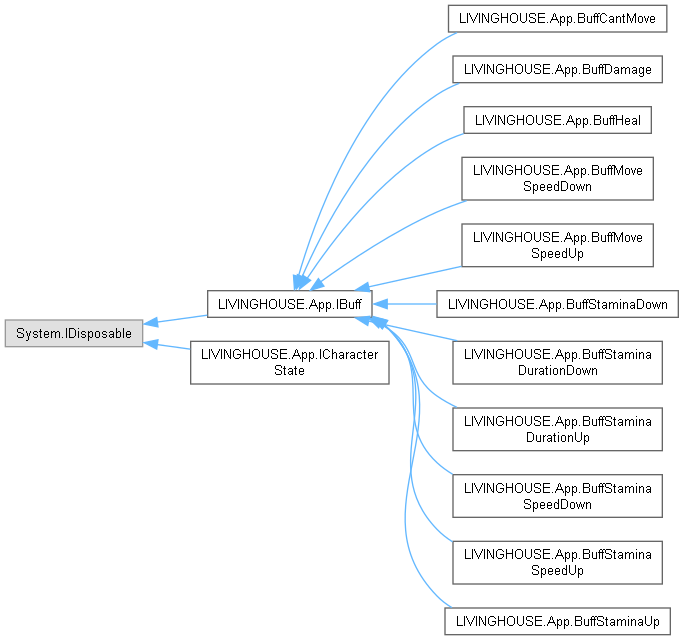 LIVINGHOUSE.App.BuffCantMove
LIVINGHOUSE.App.BuffDamage
LIVINGHOUSE.App.BuffHeal
LIVINGHOUSE.App.BuffMove
SpeedDown
LIVINGHOUSE.App.BuffMove
SpeedUp
LIVINGHOUSE.App.IBuff
LIVINGHOUSE.App.BuffStaminaDown
System.IDisposable
LIVINGHOUSE.App.ICharacter
State
LIVINGHOUSE.App.BuffStamina
DurationDown
LIVINGHOUSE.App.BuffStamina
DurationUp
LIVINGHOUSE.App.BuffStamina
SpeedDown
LIVINGHOUSE.App.BuffStamina
SpeedUp
LIVINGHOUSE.App.BuffStaminaUp